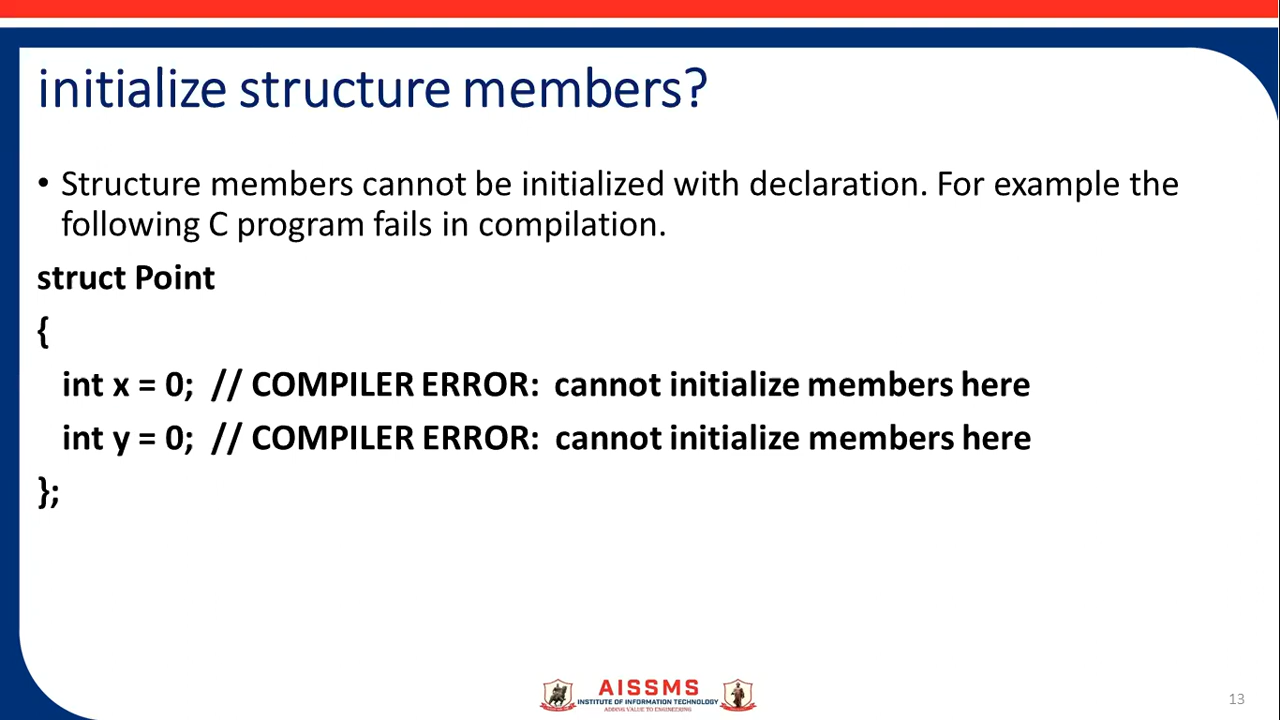 initialize structure members?
• Structure members cannot be initialized with declaration. For example the
following C program fails in compilation.
struct Point
{
int x = 0;  // COMPILER ERROR:  cannot initialize members here
int y = 0;  // COMPILER ERROR:  cannot initialize members here
};
AISSMS
INSTITUTE OF INFORMATION TECHNOLOGY
ADDING VALUE TO ENGINEERING
13